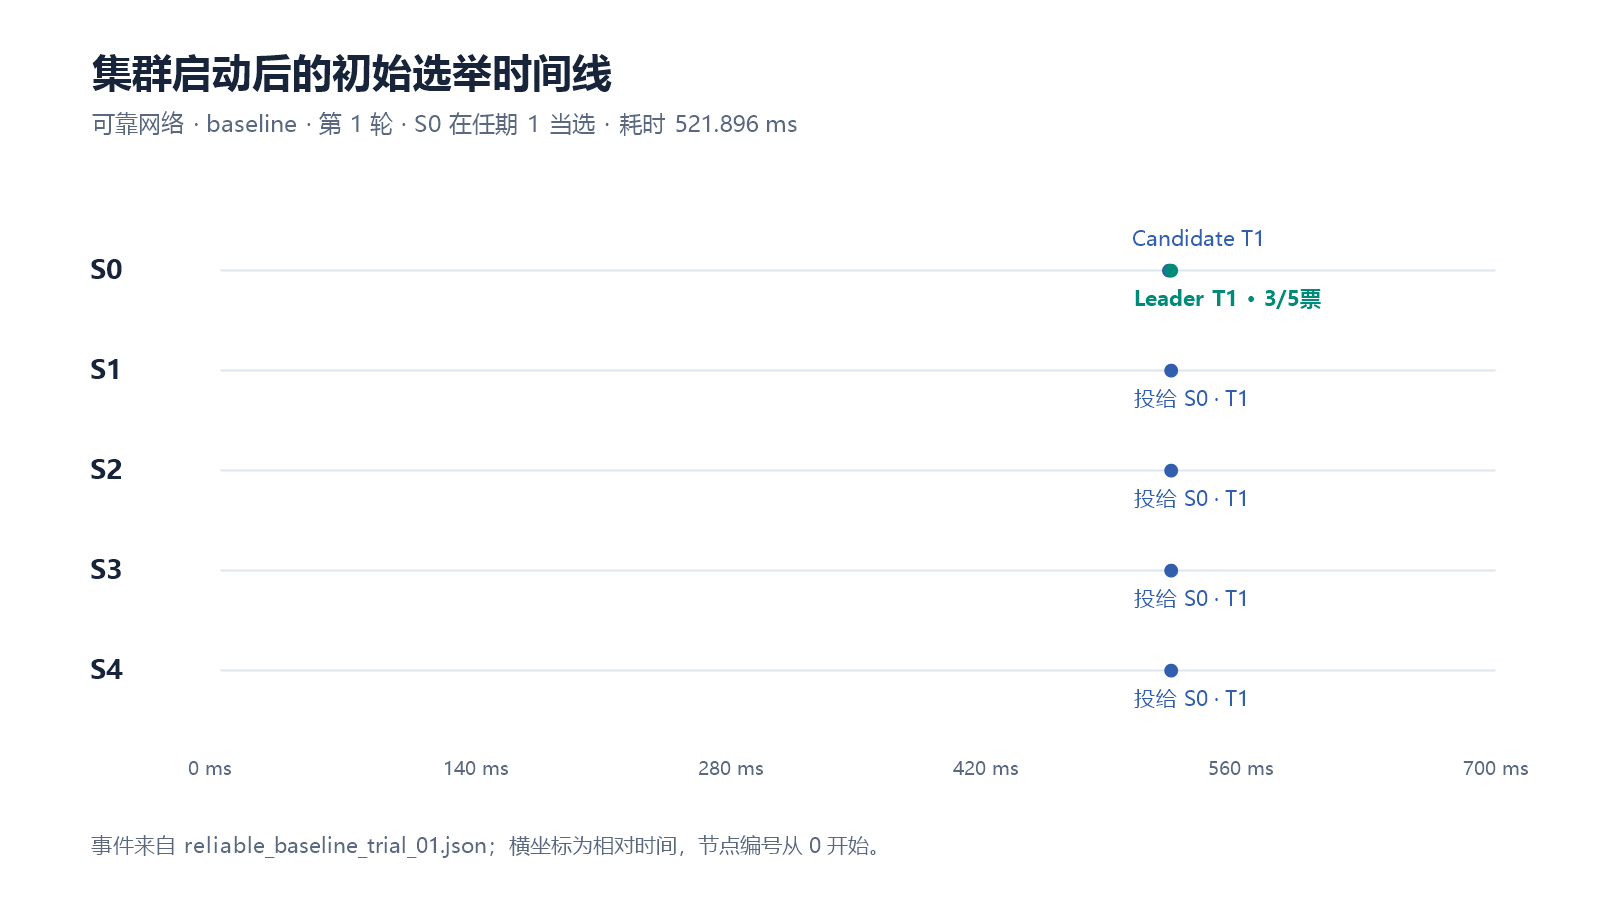 集群启动后的初始选举时间线
可靠网络 · baseline · 第 1 轮 · S0 在任期 1 当选 · 耗时 521.896 ms
Candidate T1
S0
Leader T1 • 3/5票
S1
投给 S0 · T1
S2
投给 S0 · T1
S3
投给 S0 · T1
S4
投给 S0 · T1
0 ms 140 ms 280 ms 420 ms 560 ms 700 ms
事件来自 reliable_baseline_trial_01.json；横坐标为相对时间，节点编号从 0 开始。